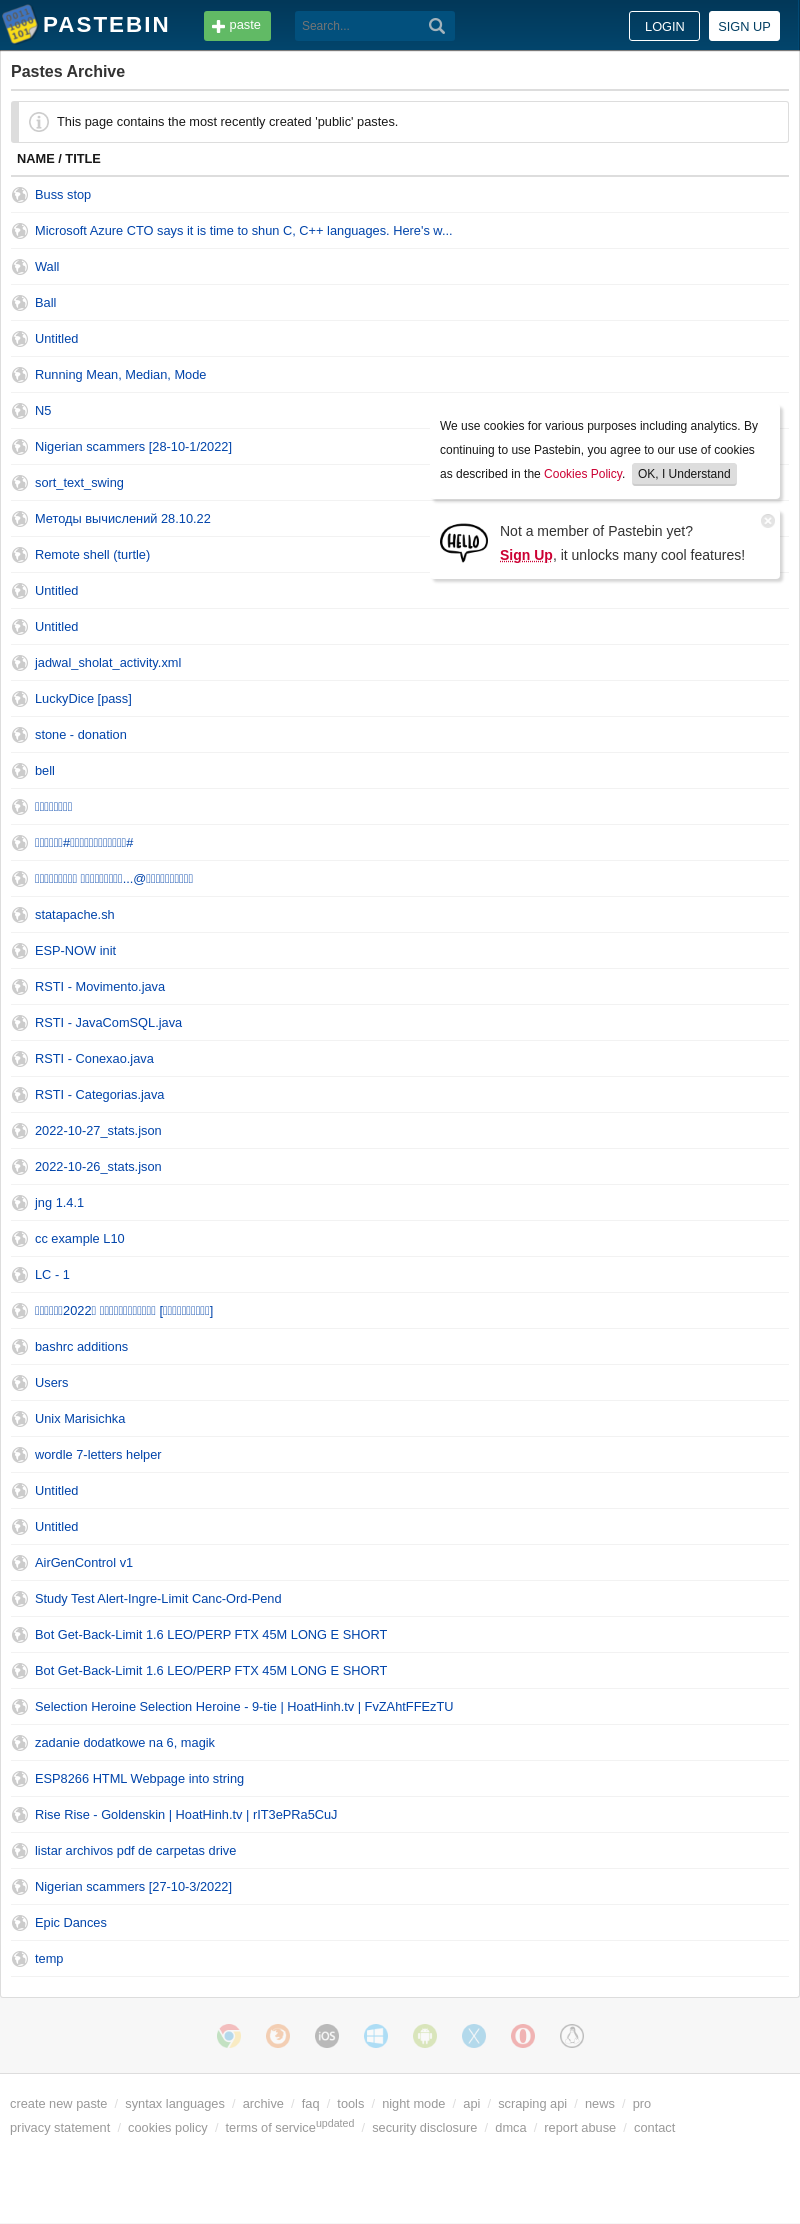 PASTEBIN
paste
Search...
LOGIN
SIGN UP
Pastes Archive
This page contains the most recently created 'public' pastes.
NAME / TITLE
Buss stop
Microsoft Azure CTO says it is time to shun C, C++ languages. Here's w...
Wall
Ball
Untitled
Running Mean, Median, Mode
N5
Nigerian scammers [28-10-1/2022]
sort_text_swing
Методы вычислений 28.10.22
Remote shell (turtle)
We use cookies for various purposes including analytics. By
continuing to use Pastebin, you agree to our use of cookies
as described in the Cookies Policy. OK, I Understand
HELLO
Not a member of Pastebin yet?
Sign Up, it unlocks many cool features!
Untitled
Untitled
jadwal_sholat_activity.xml
LuckyDice [pass]
stone - donation
bell
statapache.sh
ESP-NOW init
RSTI - Movimento.java
RSTI - JavaComSQL.java
RSTI - Conexao.java
RSTI - Categorias.java
2022-10-27_stats.json
2022-10-26_stats.json
jng 1.4.1
cc example L10
LC - 1
2022
bashrc additions
Users
Unix Marisichka
wordle 7-letters helper
Untitled
Untitled
AirGenControl v1
Study Test Alert-Ingre-Limit Canc-Ord-Pend
Bot Get-Back-Limit 1.6 LEO/PERP FTX 45M LONG E SHORT
Bot Get-Back-Limit 1.6 LEO/PERP FTX 45M LONG E SHORT
Selection Heroine Selection Heroine - 9-tie | HoatHinh.tv | FvZAhtFFEzTU
zadanie dodatkowe na 6, magik
ESP8266 HTML Webpage into string
Rise Rise - Goldenskin | HoatHinh.tv | rIT3ePRa5CuJ
listar archivos pdf de carpetas drive
Nigerian scammers [27-10-3/2022]
Epic Dances
temp
iOS
create new paste / syntax languages / archive / faq / tools / night mode / api / scraping api / news / pro
privacy statement / cookies policy / terms of service updated / security disclosure / dmca / report abuse / contact